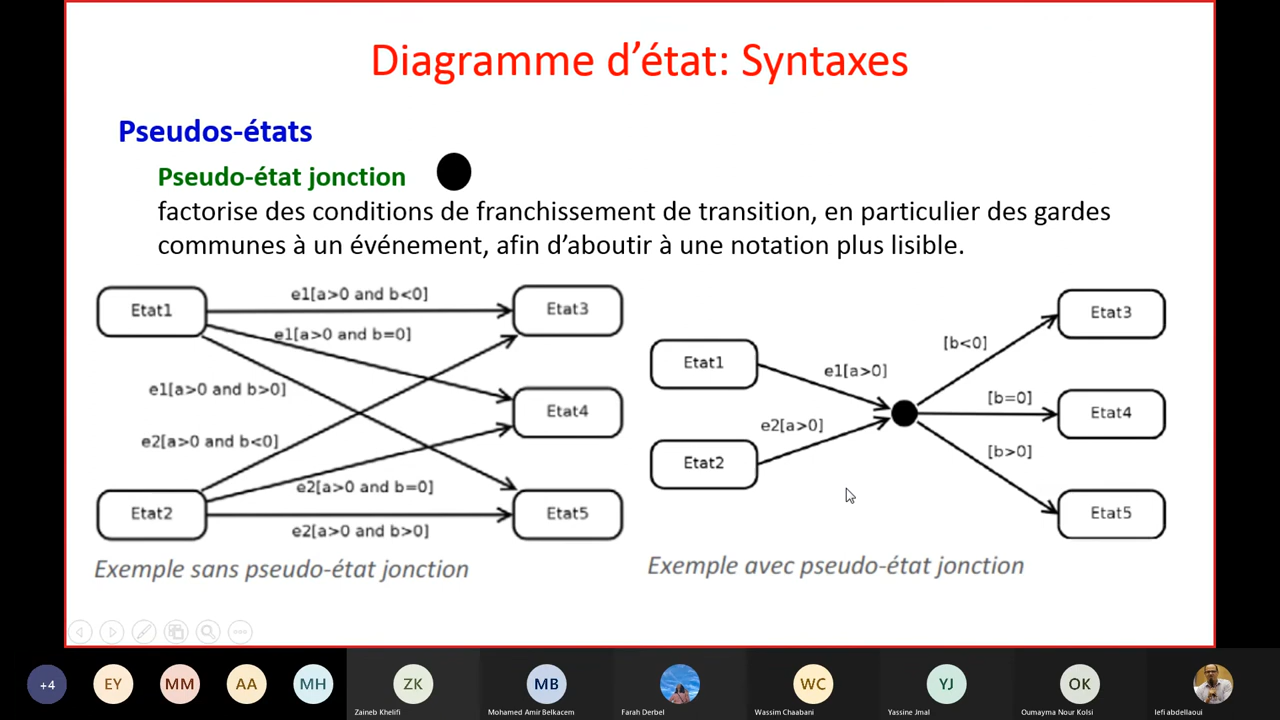 Diagramme d’état: Syntaxes
Pseudos-états
Pseudo-état jonction
factorise des conditions de franchissement de transition, en particulier des gardes
communes à un événement, afin d’aboutir à une notation plus lisible.
Etat1
e1[a>0 and b<0]
Etat3
e1[a>0 and b=0]
e1[a>0 and b>0]
Etat4
e2[a>0 and b<0]
e2[a>0 and b=0]
Etat2
Etat5
e2[a>0 and b>0]
Exemple sans pseudo-état jonction
Etat3
[b<0]
Etat1
e1[a>0]
[b=0]
Etat4
e2[a>0]
[b>0]
Etat2
Etat5
Exemple avec pseudo-état jonction
+4
EY
MM
AA
MH
ZK
MB
WC
YJ
OK
Zaineb Khelifi
Mohamed Amir Belkacem
Farah Derbel
Wassim Chaabani
Yassine Jmal
Oumayma Nour Kolsi
lefi abdellaoui